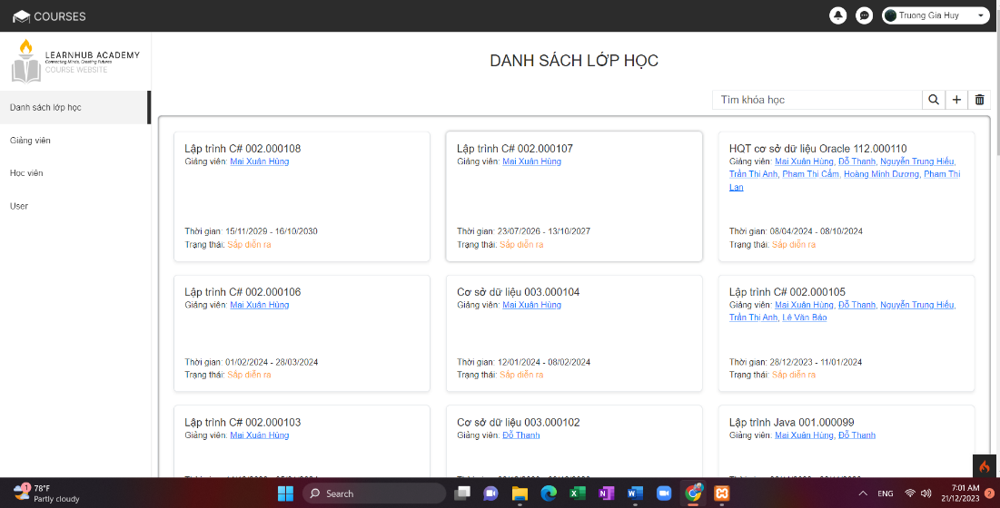 COURSES
Truong Gia Huy
LEARNHUB ACADEMY
Connecting Minds, Creating Futures
COURSE WEBSITE
Danh sách lớp học
Giảng viên
Học viên
User
DANH SÁCH LỚP HỌC
Tìm khóa học
Lập trình C# 002.000108
Giảng viên: Mai Xuân Hùng
Thời gian: 15/11/2029 - 16/10/2030
Trạng thái: Sắp diễn ra
Lập trình C# 002.000107
Giảng viên: Mai Xuân Hùng
Thời gian: 23/07/2026 - 13/10/2027
Trạng thái: Sắp diễn ra
HQT cơ sở dữ liệu Oracle 112.000110
Giảng viên: Mai Xuân Hùng, Đỗ Thanh, Nguyễn Trung Hiếu,
Trần Thị Anh, Phạm Thị Cẩm, Hoàng Minh Dương, Phạm Thị
Lan
Thời gian: 08/04/2024 - 08/10/2024
Trạng thái: Sắp diễn ra
Lập trình C# 002.000106
Giảng viên: Mai Xuân Hùng
Thời gian: 01/02/2024 - 28/03/2024
Trạng thái: Sắp diễn ra
Cơ sở dữ liệu 003.000104
Giảng viên: Mai Xuân Hùng
Thời gian: 12/01/2024 - 08/02/2024
Trạng thái: Sắp diễn ra
Lập trình C# 002.000105
Giảng viên: Mai Xuân Hùng, Đỗ Thanh, Nguyễn Trung Hiếu,
Trần Thị Anh, Lê Văn Bảo
Thời gian: 28/12/2023 - 11/01/2024
Trạng thái: Sắp diễn ra
Lập trình C# 002.000103
Giảng viên: Mai Xuân Hùng
Cơ sở dữ liệu 003.000102
Giảng viên: Đỗ Thanh
Lập trình Java 001.000099
Giảng viên: Mai Xuân Hùng, Đỗ Thanh
1
78°F
Partly cloudy
Search
ENG
7:01 AM
21/12/2023
2